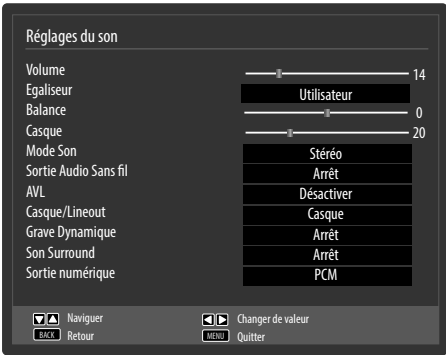 Réglages du son
Volume 14
Egaliseur Utilisateur
Balance 0
Casque 20
Mode Son Stéréo
Sortie Audio Sans fil Arrêt
AVL Désactiver
Casque/Lineout Casque
Grave Dynamique Arrêt
Son Surround Arrêt
Sortie numérique PCM
Naviguer Changer de valeur
BACK Retour MENU Quitter